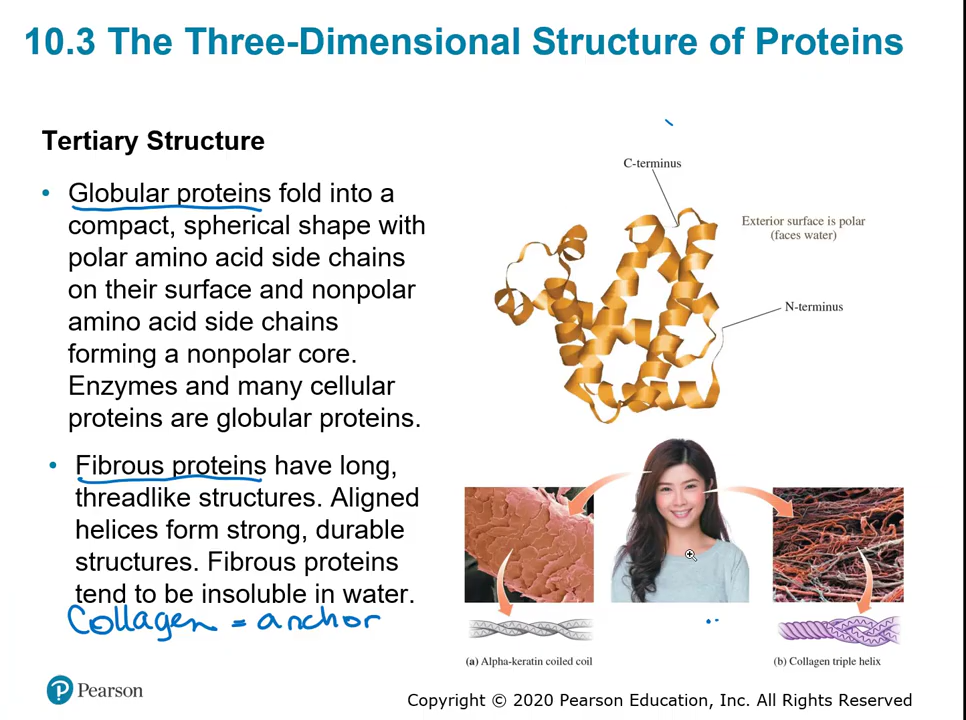 10.3 The Three-Dimensional Structure of Proteins
Tertiary Structure
• Globular proteins fold into a
compact, spherical shape with
polar amino acid side chains
on their surface and nonpolar
amino acid side chains
forming a nonpolar core.
Enzymes and many cellular
proteins are globular proteins.
• Fibrous proteins have long,
threadlike structures. Aligned
helices form strong, durable
structures. Fibrous proteins
tend to be insoluble in water.
Collagen = anchor
C-terminus
Exterior surface is polar
(faces water)
N-terminus
(a) Alpha-keratin coiled coil
(b) Collagen triple helix
Pearson
Copyright © 2020 Pearson Education, Inc. All Rights Reserved